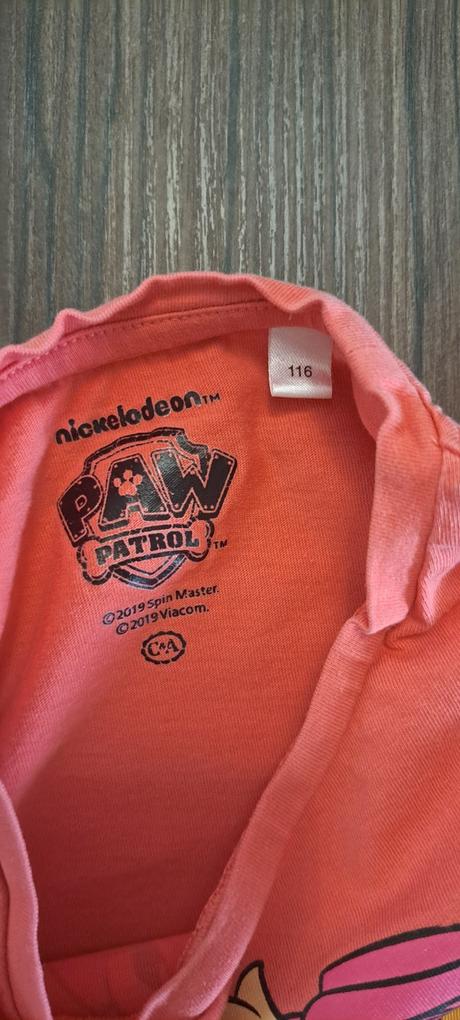 116
nickelodeon™
PAW
PATROL™
©2019 Spin Master.
©2019 Viacom.
C&A